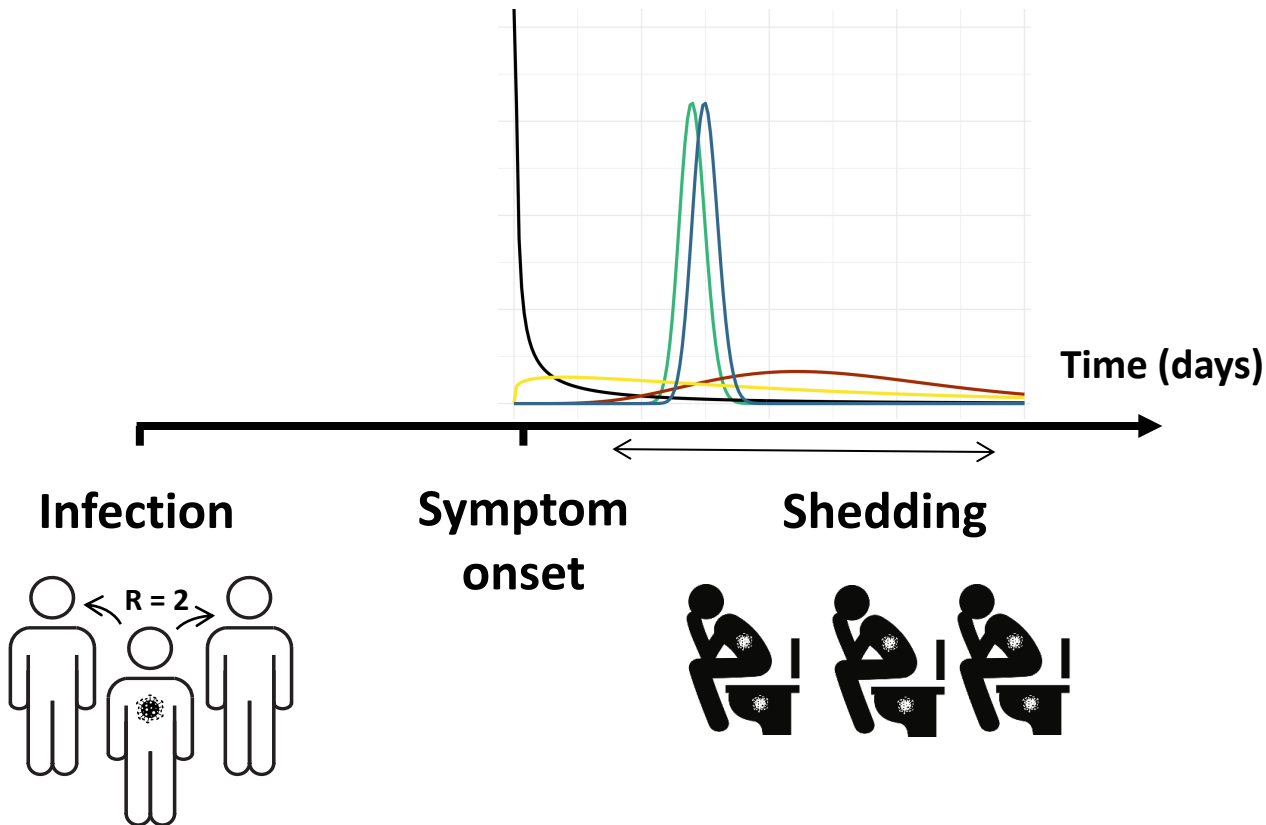 Time (days)
Infection
Symptom
onset
Shedding
R = 2